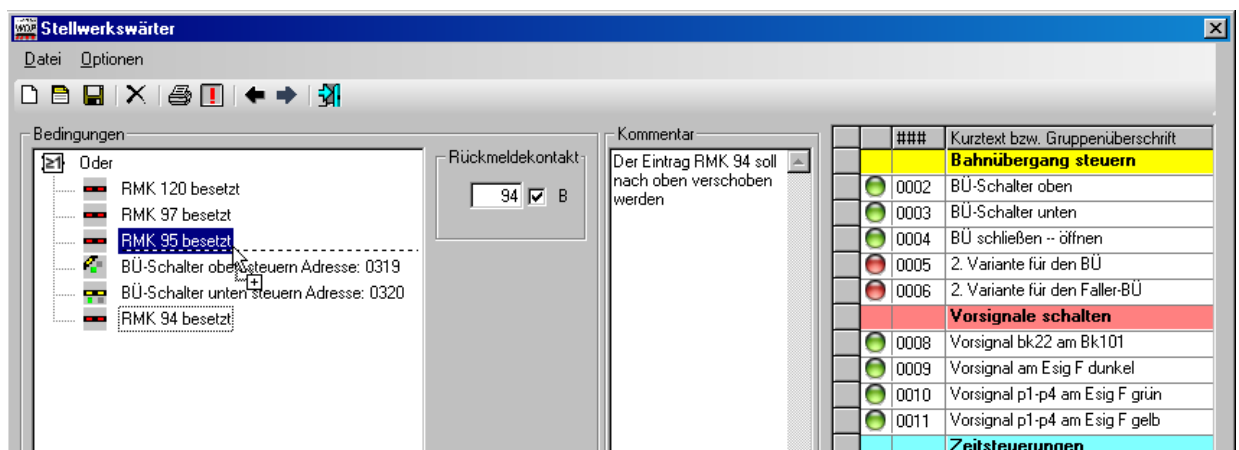 Stellwerkswärter
Datei Optionen
Bedingungen
≥1 Oder
RMK 120 besetzt
RMK 97 besetzt
RMK 95 besetzt
BÜ-Schalter oben steuern Adresse: 0319
BÜ-Schalter unten steuern Adresse: 0320
RMK 94 besetzt
Rückmeldekontakt
94 B
Kommentar
Der Eintrag RMK 94 soll
nach oben verschoben
werden
### Kurztext bzw. Gruppenüberschrift
Bahnübergang steuern
0002 BÜ-Schalter oben
0003 BÜ-Schalter unten
0004 BÜ schließen -- öffnen
0005 2. Variante für den BÜ
0006 2. Variante für den Faller-BÜ
Vorsignale schalten
0008 Vorsignal bk22 am Bk101
0009 Vorsignal am Esig F dunkel
0010 Vorsignal p1-p4 am Esig F grün
0011 Vorsignal p1-p4 am Esig F gelb
Zeitsteuerungen